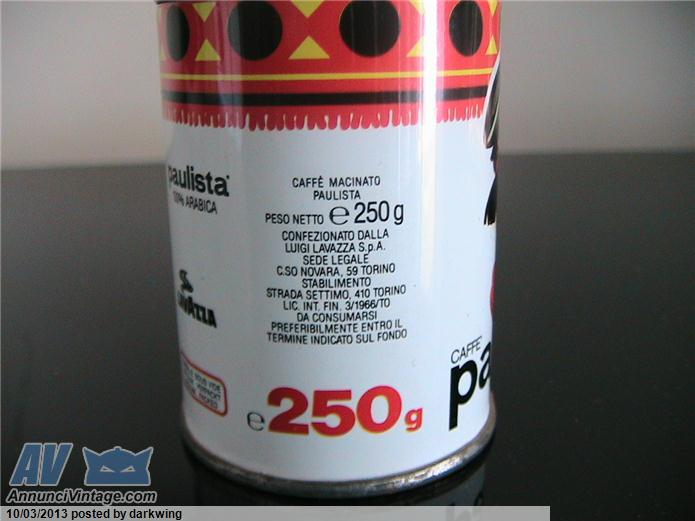 paulista
100% ARABICA
LAVAZZA
CAFFÈ MACINATO
PAULISTA
PESO NETTO e 250 g
CONFEZIONATO DALLA
LUIGI LAVAZZA S.p.A.
SEDE LEGALE
C.SO NOVARA, 59 TORINO
STABILIMENTO
STRADA SETTIMO, 410 TORINO
LIC. INT. FIN. 3/1966/TO
DA CONSUMARSI
PREFERIBILMENTE ENTRO IL
TERMINE INDICATO SUL FONDO
e 250 g
CAFFÈ
pa
AV
ANNUNCIVINTAGE.COM
10/03/2013 posted by darkwing